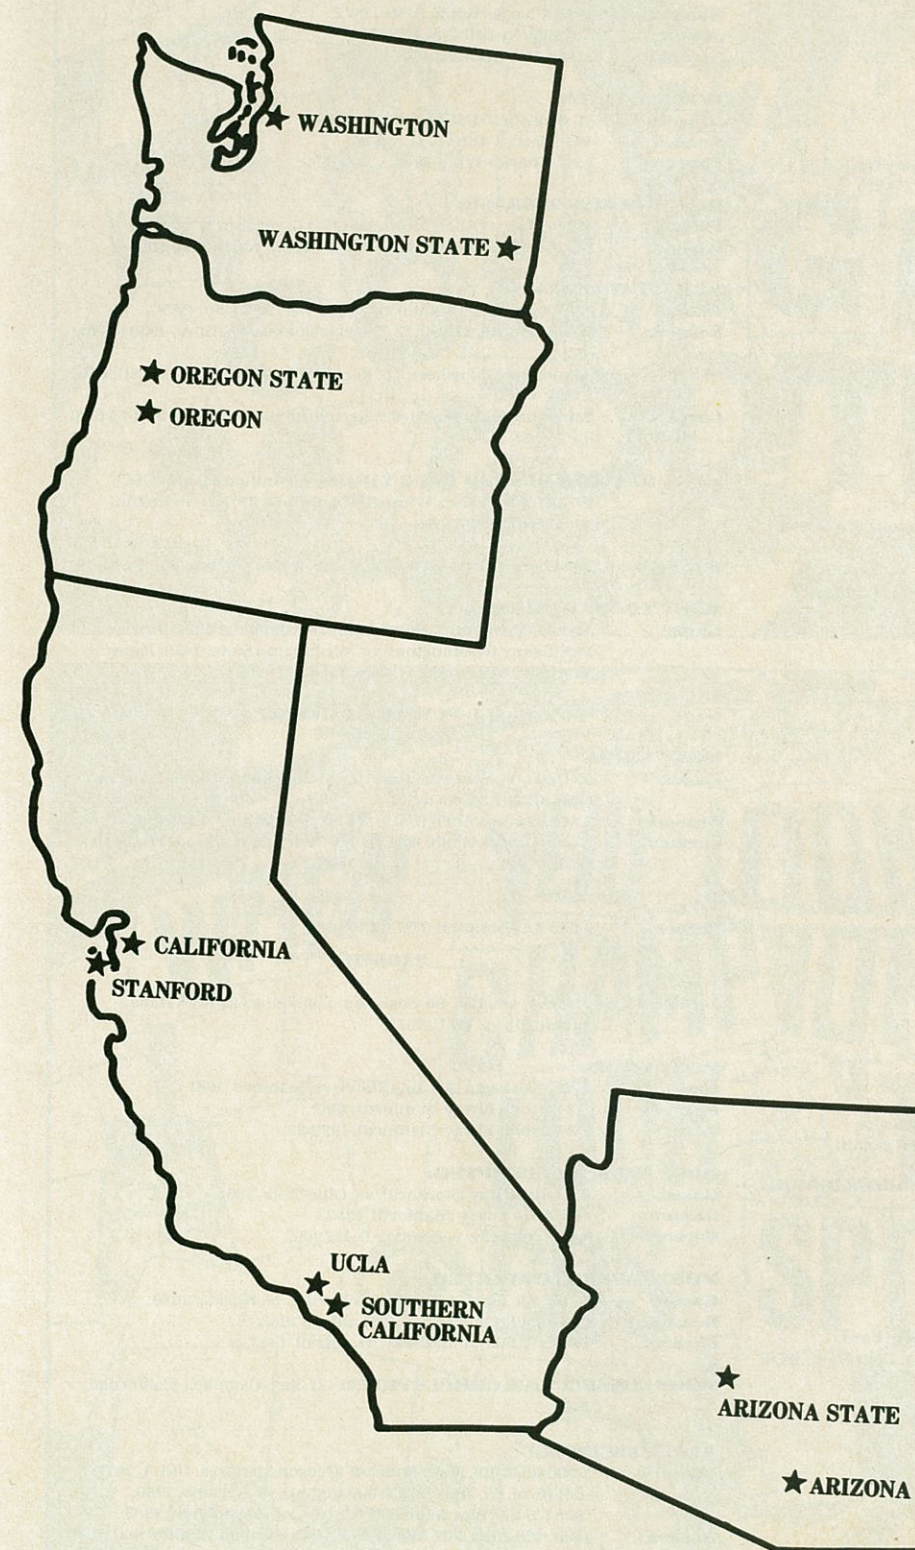 WASHINGTON
WASHINGTON STATE
OREGON STATE
OREGON
CALIFORNIA
STANFORD
UCLA
SOUTHERN
CALIFORNIA
ARIZONA STATE
ARIZONA